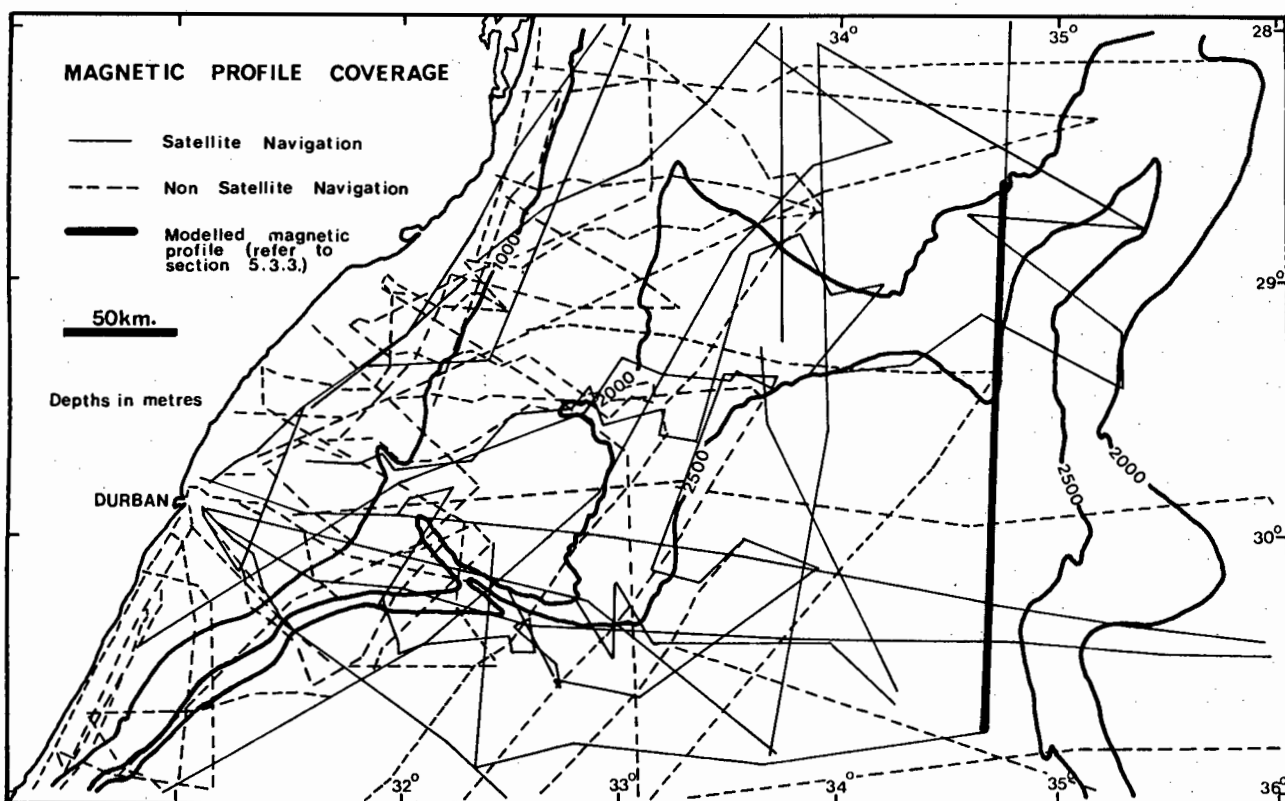 34°
35°
28°
MAGNETIC PROFILE COVERAGE
Satellite Navigation
Non Satellite Navigation
Modelled magnetic
profile (refer to
section 5.3.3.)
1000
29°
50km.
2000
Depths in metres
2500
2000
2500
DURBAN
30°
32°
33°
34°
35°
36°